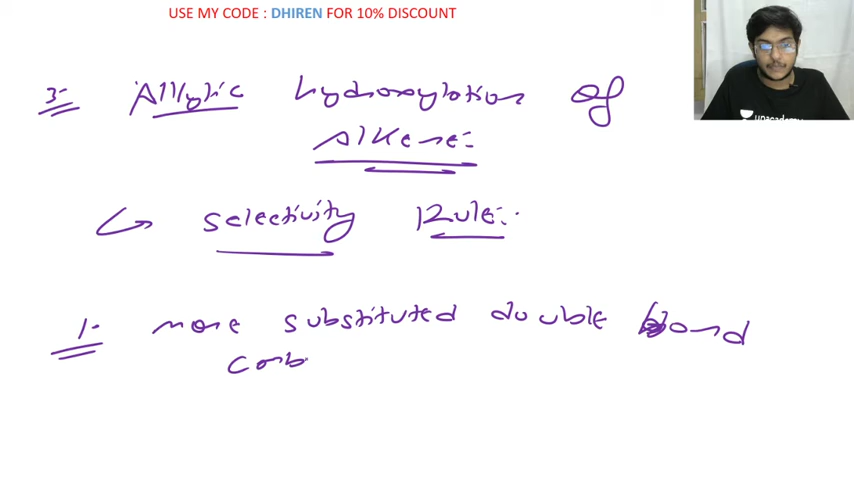 USE MY CODE : DHIREN FOR 10% DISCOUNT
3- Allylic hydroxylation of
Alkene:
selectivity Rule:
1- more substituted double bond
carb
unacademy